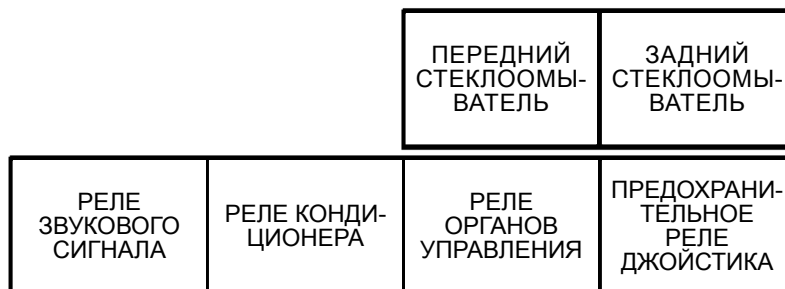 ПЕРЕДНИЙ
СТЕКЛООМЫ-
ВАТЕЛЬ
ЗАДНИЙ
СТЕКЛООМЫ-
ВАТЕЛЬ
РЕЛЕ
ЗВУКОВОГО
СИГНАЛА
РЕЛЕ КОНДИ-
ЦИОНЕРА
РЕЛЕ
ОРГАНОВ
УПРАВЛЕНИЯ
ПРЕДОХРАНИ-
ТЕЛЬНОЕ
РЕЛЕ
ДЖОЙСТИКА